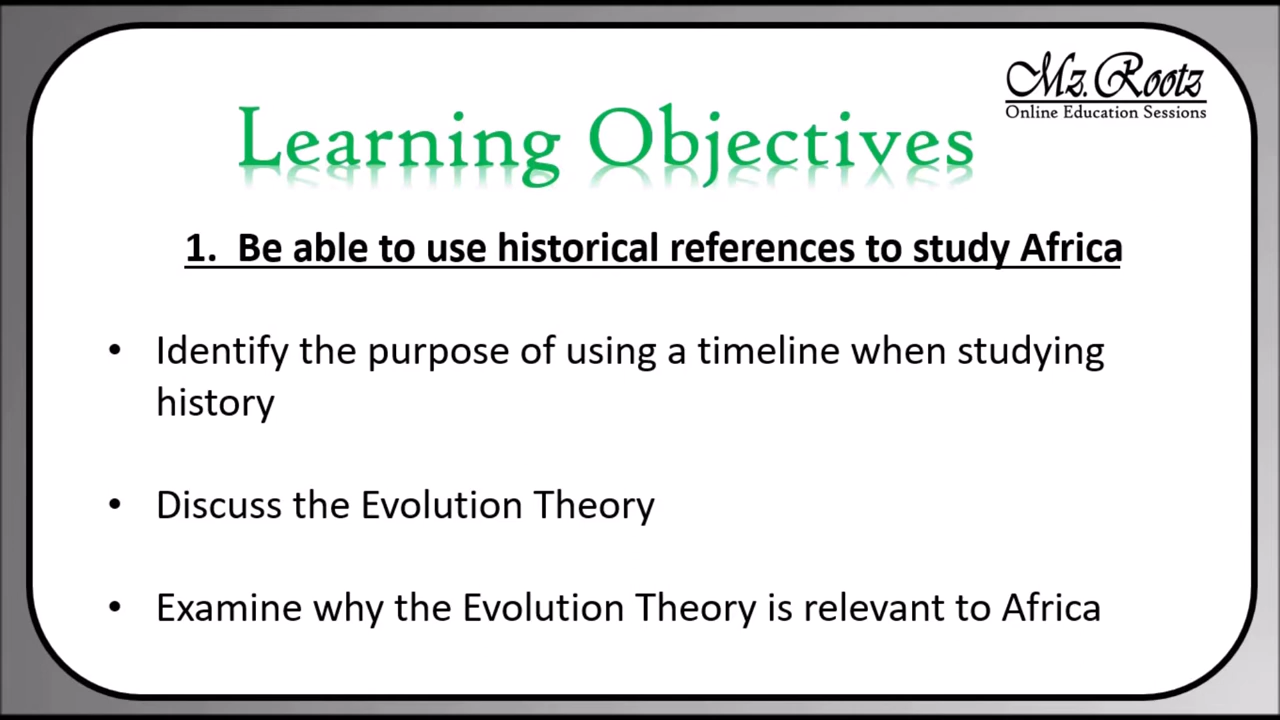 Mz. Rootz
Online Education Sessions
Learning Objectives
1. Be able to use historical references to study Africa
• Identify the purpose of using a timeline when studying
history
• Discuss the Evolution Theory
• Examine why the Evolution Theory is relevant to Africa